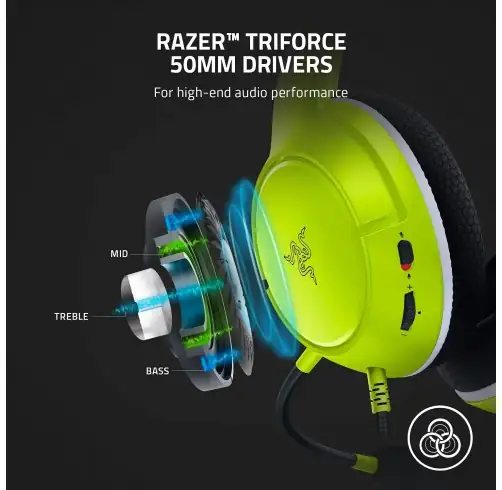 RAZER™ TRIFORCE
50MM DRIVERS
For high-end audio performance
MID
TREBLE
BASS